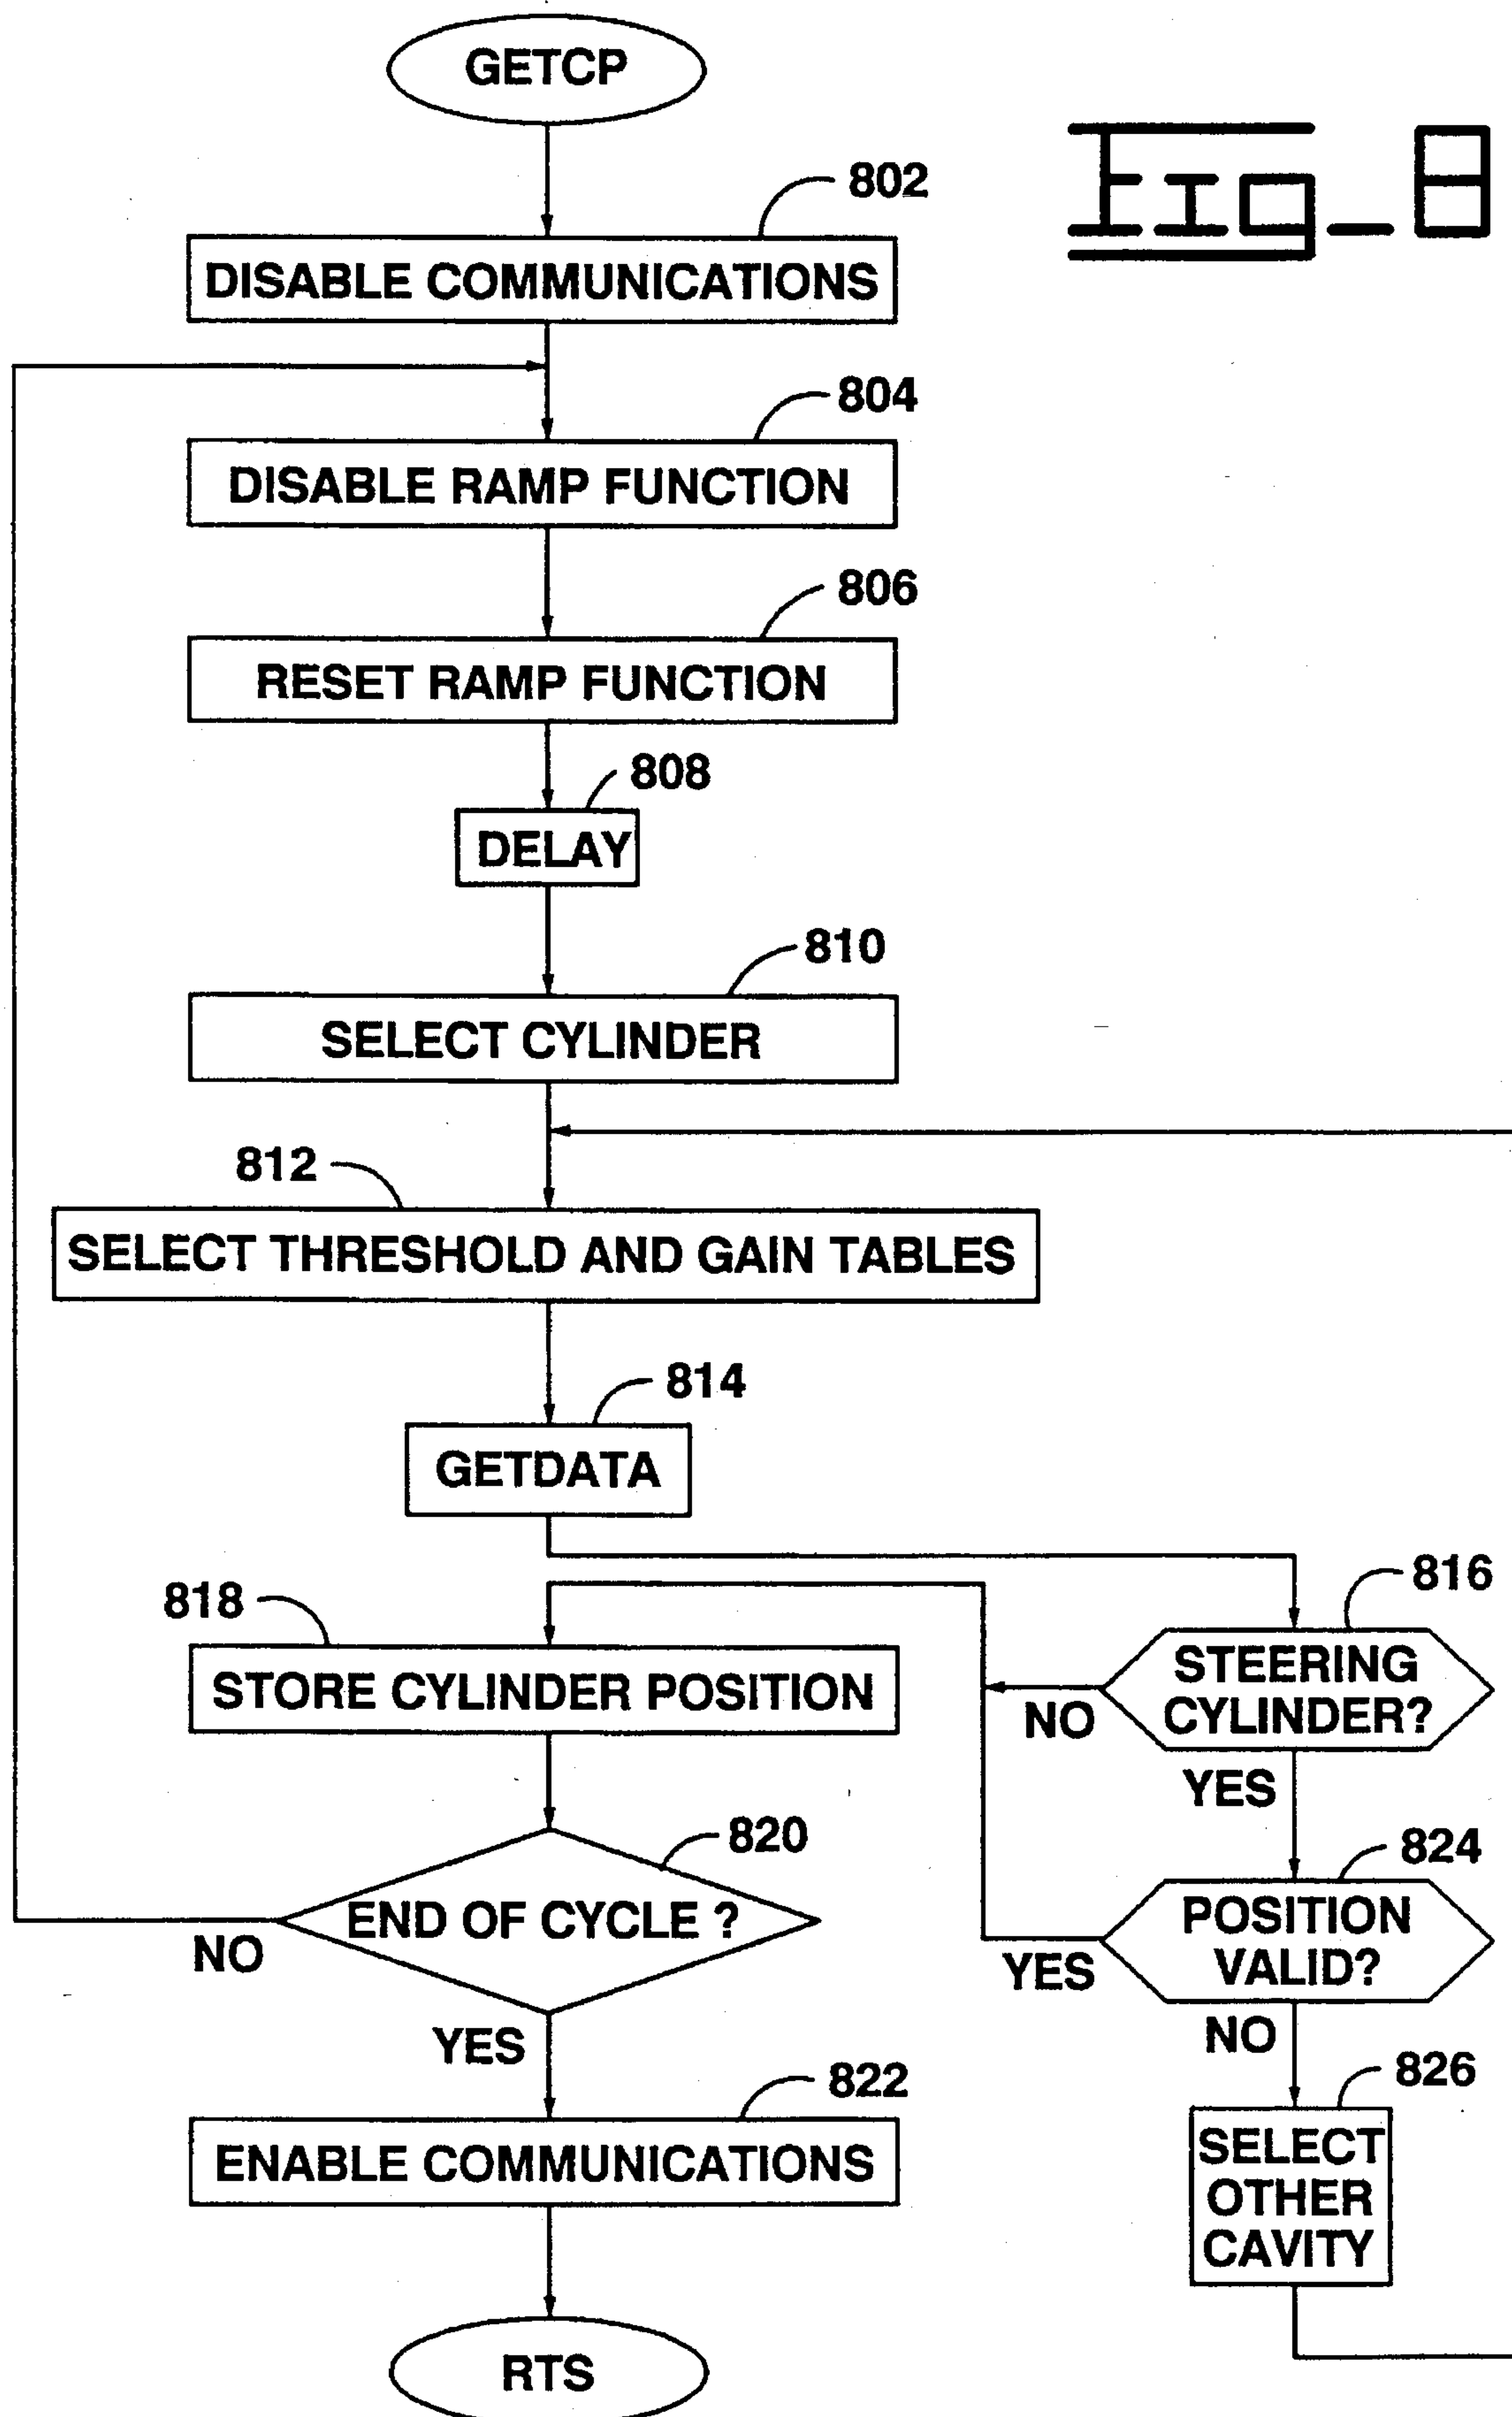 GETCP
Fig_8
802
DISABLE COMMUNICATIONS
804
DISABLE RAMP FUNCTION
806
RESET RAMP FUNCTION
808
DELAY
810
SELECT CYLINDER
812
SELECT THRESHOLD AND GAIN TABLES
814
GETDATA
816
STEERING
CYLINDER?
NO
YES
818
STORE CYLINDER POSITION
820
END OF CYCLE ?
NO
YES
824
POSITION
VALID?
YES
NO
822
ENABLE COMMUNICATIONS
826
SELECT
OTHER
CAVITY
RTS